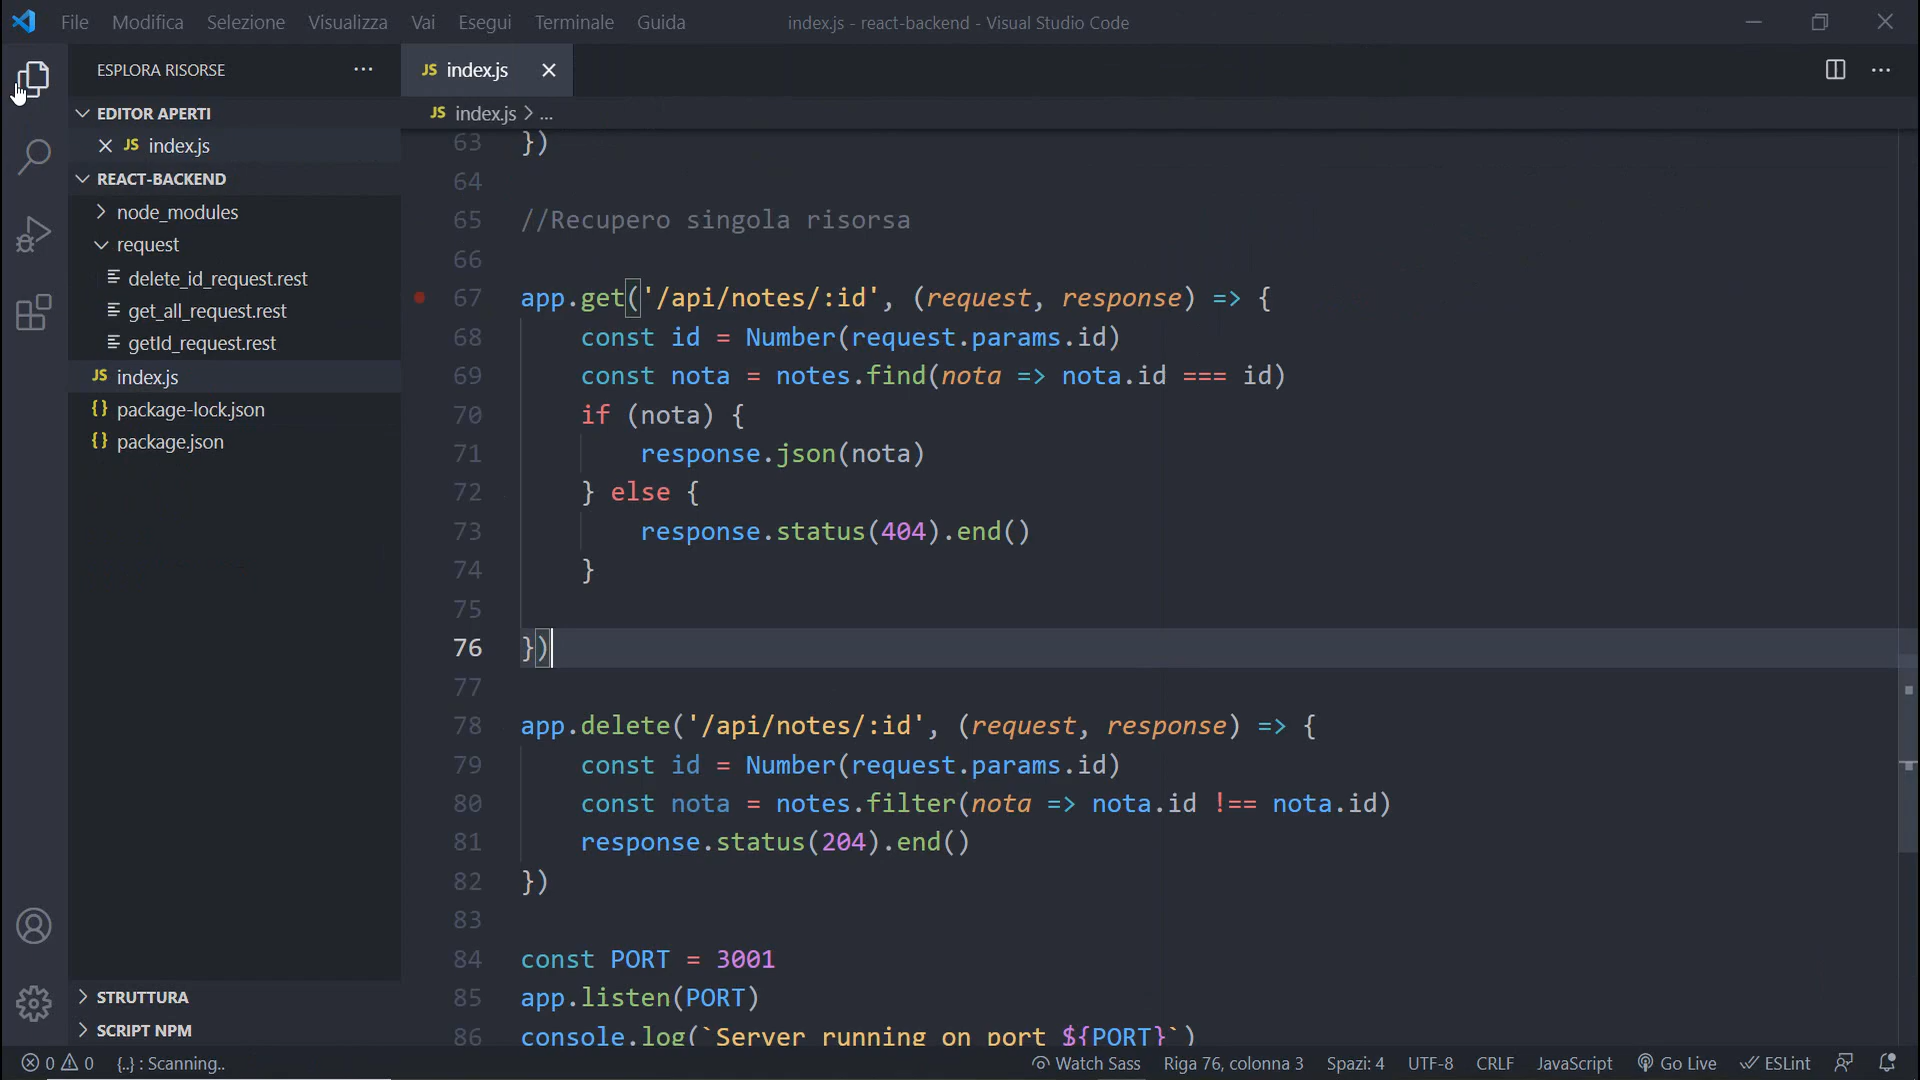 File Modifica Selezione Visualizza Vai Esegui Terminale Guida index.js - react-backend - Visual Studio Code
ESPLORA RISORSE
EDITOR APERTI
JS index.js
REACT-BACKEND
node_modules
request
delete_id_request.rest
get_all_request.rest
getId_request.rest
JS index.js
{} package-lock.json
{} package.json
STRUTTURA
SCRIPT NPM
JS index.js
JS index.js > ...
63 })
64
65 //Recupero singola risorsa
66
67 app.get('/api/notes/:id', (request, response) => {
68 const id = Number(request.params.id)
69 const nota = notes.find(nota => nota.id === id)
70 if (nota) {
71 response.json(nota)
72 } else {
73 response.status(404).end()
74 }
75
76 })
77
78 app.delete('/api/notes/:id', (request, response) => {
79 const id = Number(request.params.id)
80 const nota = notes.filter(nota => nota.id !== nota.id)
81 response.status(204).end()
82 })
83
84 const PORT = 3001
85 app.listen(PORT)
86 console.log(`Server running on port ${PORT}`)
0 0 {..} : Scanning.. Watch Sass Riga 76, colonna 3 Spazi: 4 UTF-8 CRLF JavaScript Go Live ESLint